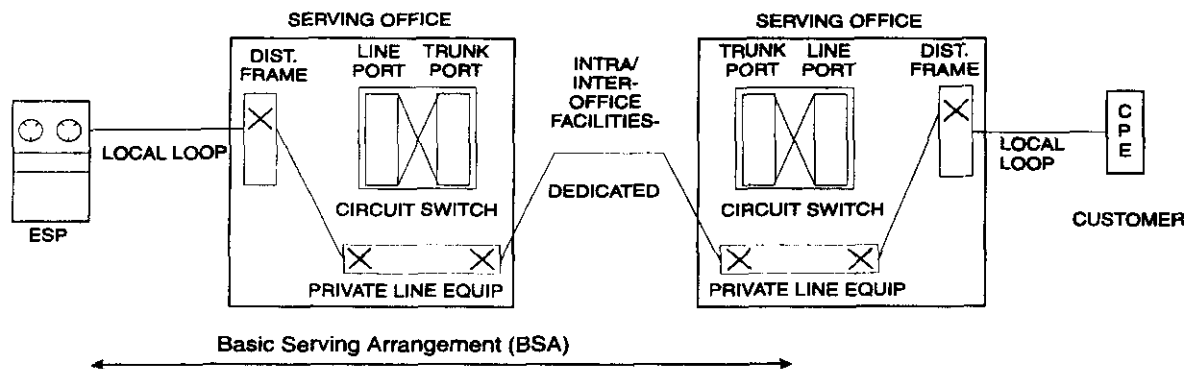 SERVING OFFICE
DIST.
FRAME
LINE
PORT
TRUNK
PORT
CIRCUIT SWITCH
PRIVATE LINE EQUIP
LOCAL LOOP
ESP
INTRA/
INTER-
OFFICE
FACILITIES-
DEDICATED
SERVING OFFICE
TRUNK
PORT
LINE
PORT
DIST.
FRAME
CIRCUIT SWITCH
PRIVATE LINE EQUIP
LOCAL
LOOP
C
P
E
CUSTOMER
Basic Serving Arrangement (BSA)